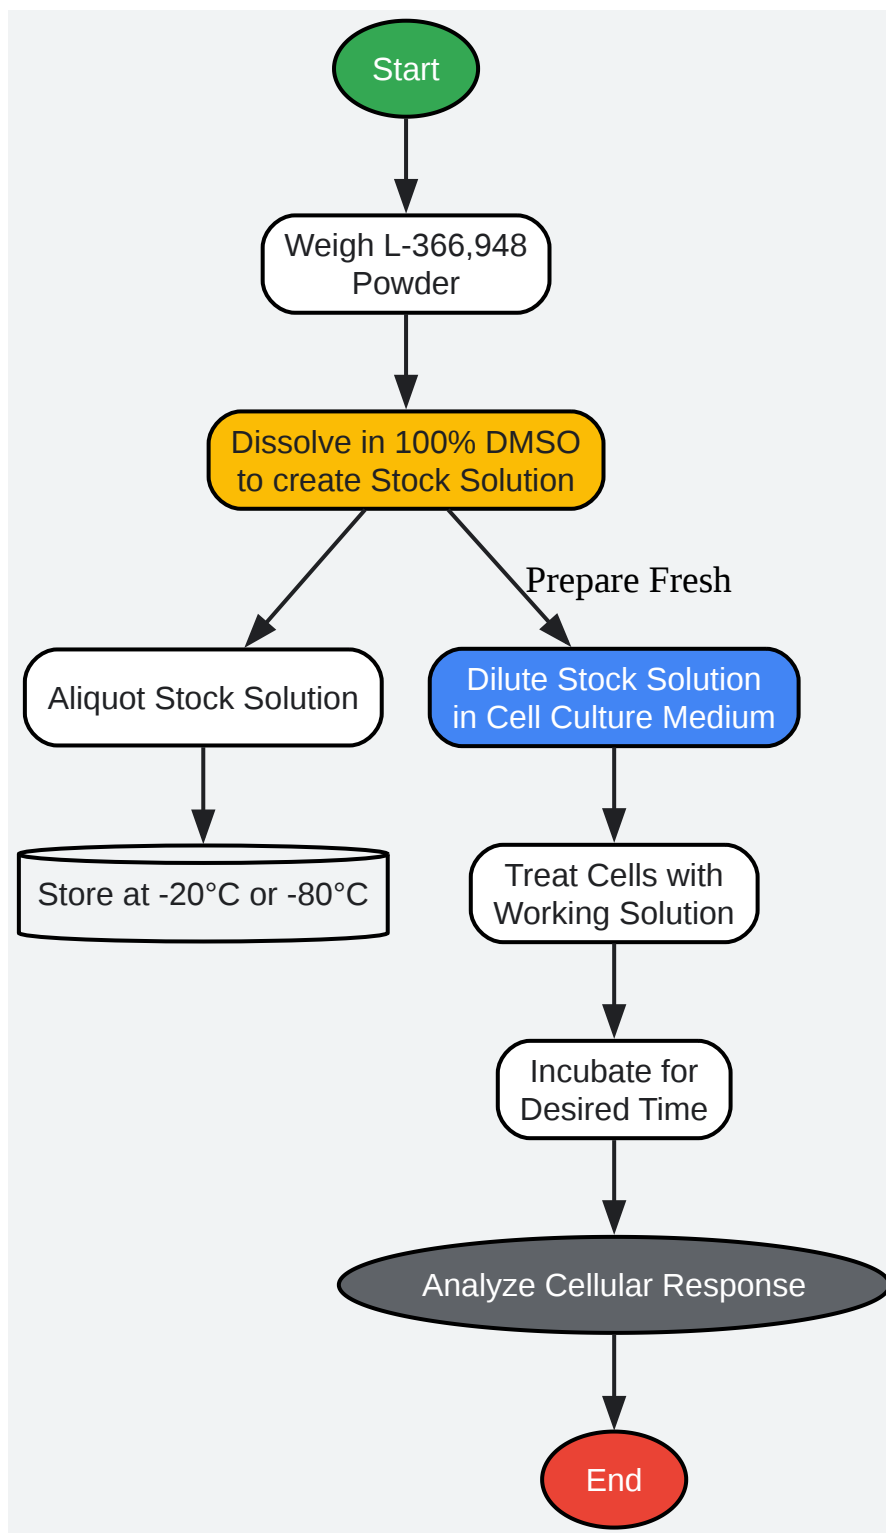 Start
Weigh L-366,948
Powder
Dissolve in 100% DMSO
to create Stock Solution
Prepare Fresh
Aliquot Stock Solution
Dilute Stock Solution
in Cell Culture Medium
Store at -20°C or -80°C
Treat Cells with
Working Solution
Incubate for
Desired Time
Analyze Cellular Response
End